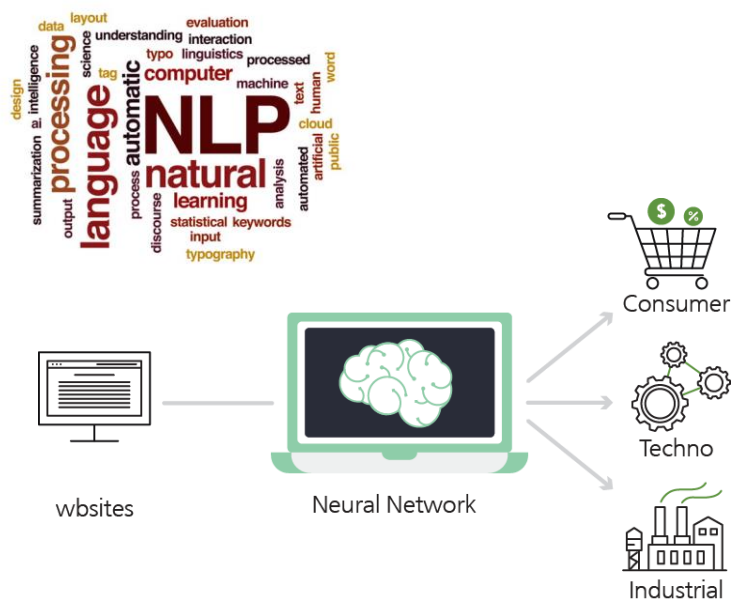 data
layout
evaluation
understanding
interaction
science
typo
linguistics
processed
word
design
intelligence
processing
tag
automatic
computer
machine
text
human
ai
language
NLP
cloud
summarization
natural
public
artificial
automated
analysis
process
learning
output
discourse
statistical
keywords
input
typography
$
%
Consumer
Techno
wbsites
Neural Network
Industrial